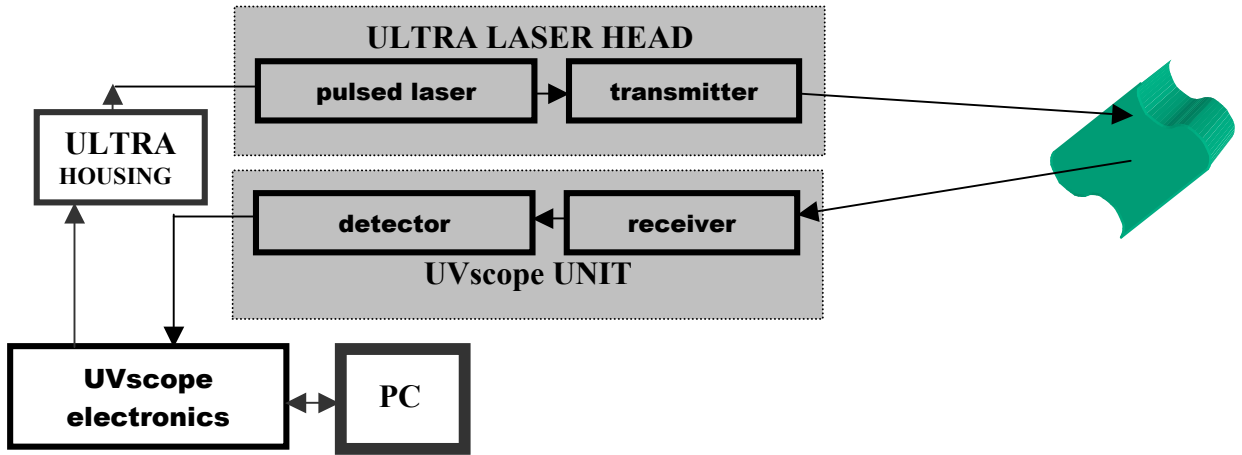 ULTRA LASER HEAD
pulsed laser
transmitter
ULTRA
HOUSING
detector
receiver
UVscope UNIT
UVscope
electronics
PC